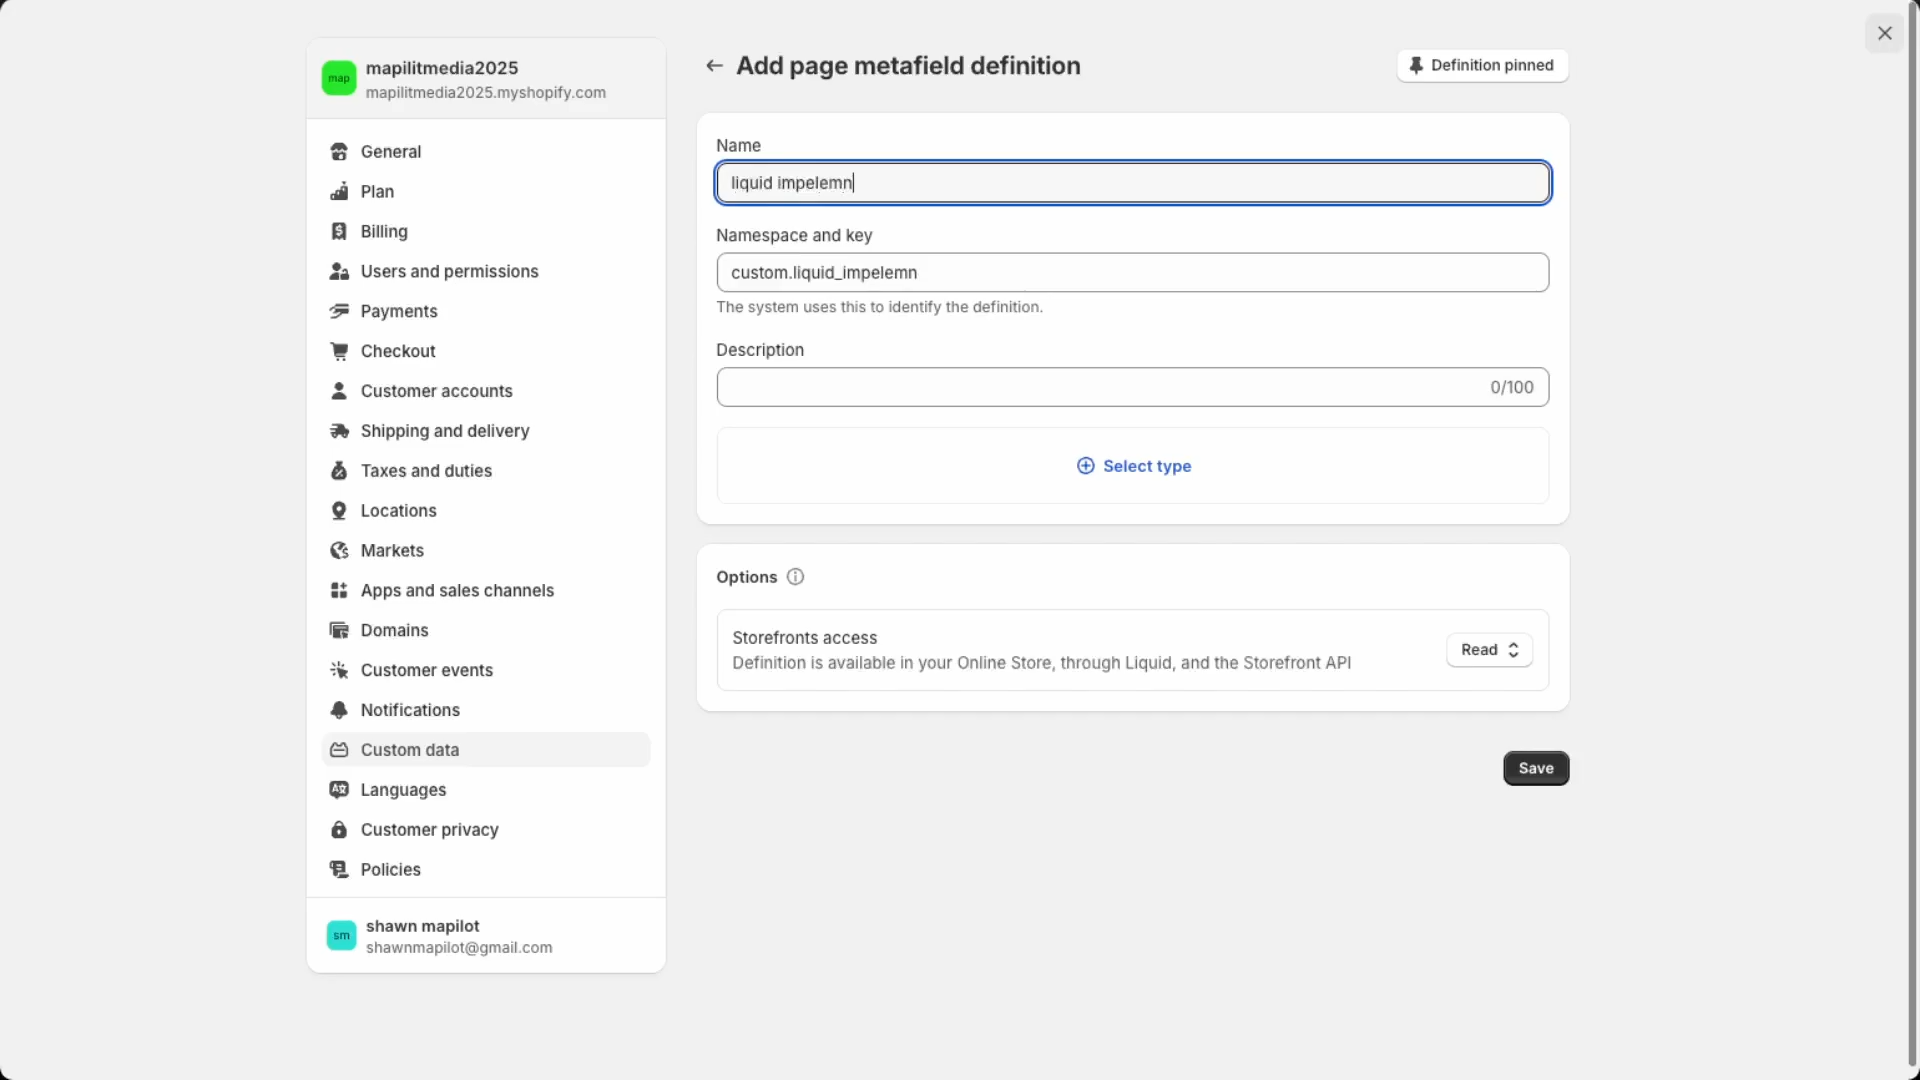 map
mapilitmedia2025
mapilitmedia2025.myshopify.com
General
Plan
Billing
Users and permissions
Payments
Checkout
Customer accounts
Shipping and delivery
Taxes and duties
Locations
Markets
Apps and sales channels
Domains
Customer events
Notifications
Custom data
Languages
Customer privacy
Policies
sm
shawn mapilot
shawnmapilot@gmail.com
Add page metafield definition
Definition pinned
Name
liquid impelemn
Namespace and key
custom.liquid_impelemn
The system uses this to identify the definition.
Description
0/100
Select type
Options
Storefronts access
Definition is available in your Online Store, through Liquid, and the Storefront API
Read
Save